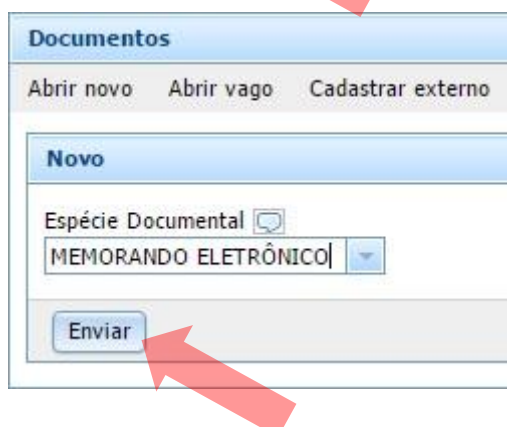 Documentos
Abrir novo Abrir vago Cadastrar externo
Novo
Espécie Documental
MEMORANDO ELETRÔNICO
Enviar